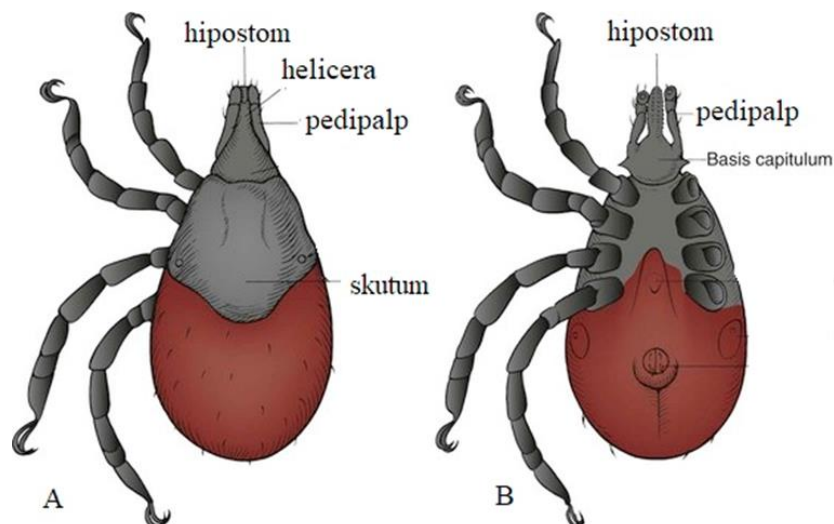 hipostom
helicera
pedipalp
skutum
A
hipostom
pedipalp
Basis capitulum
B